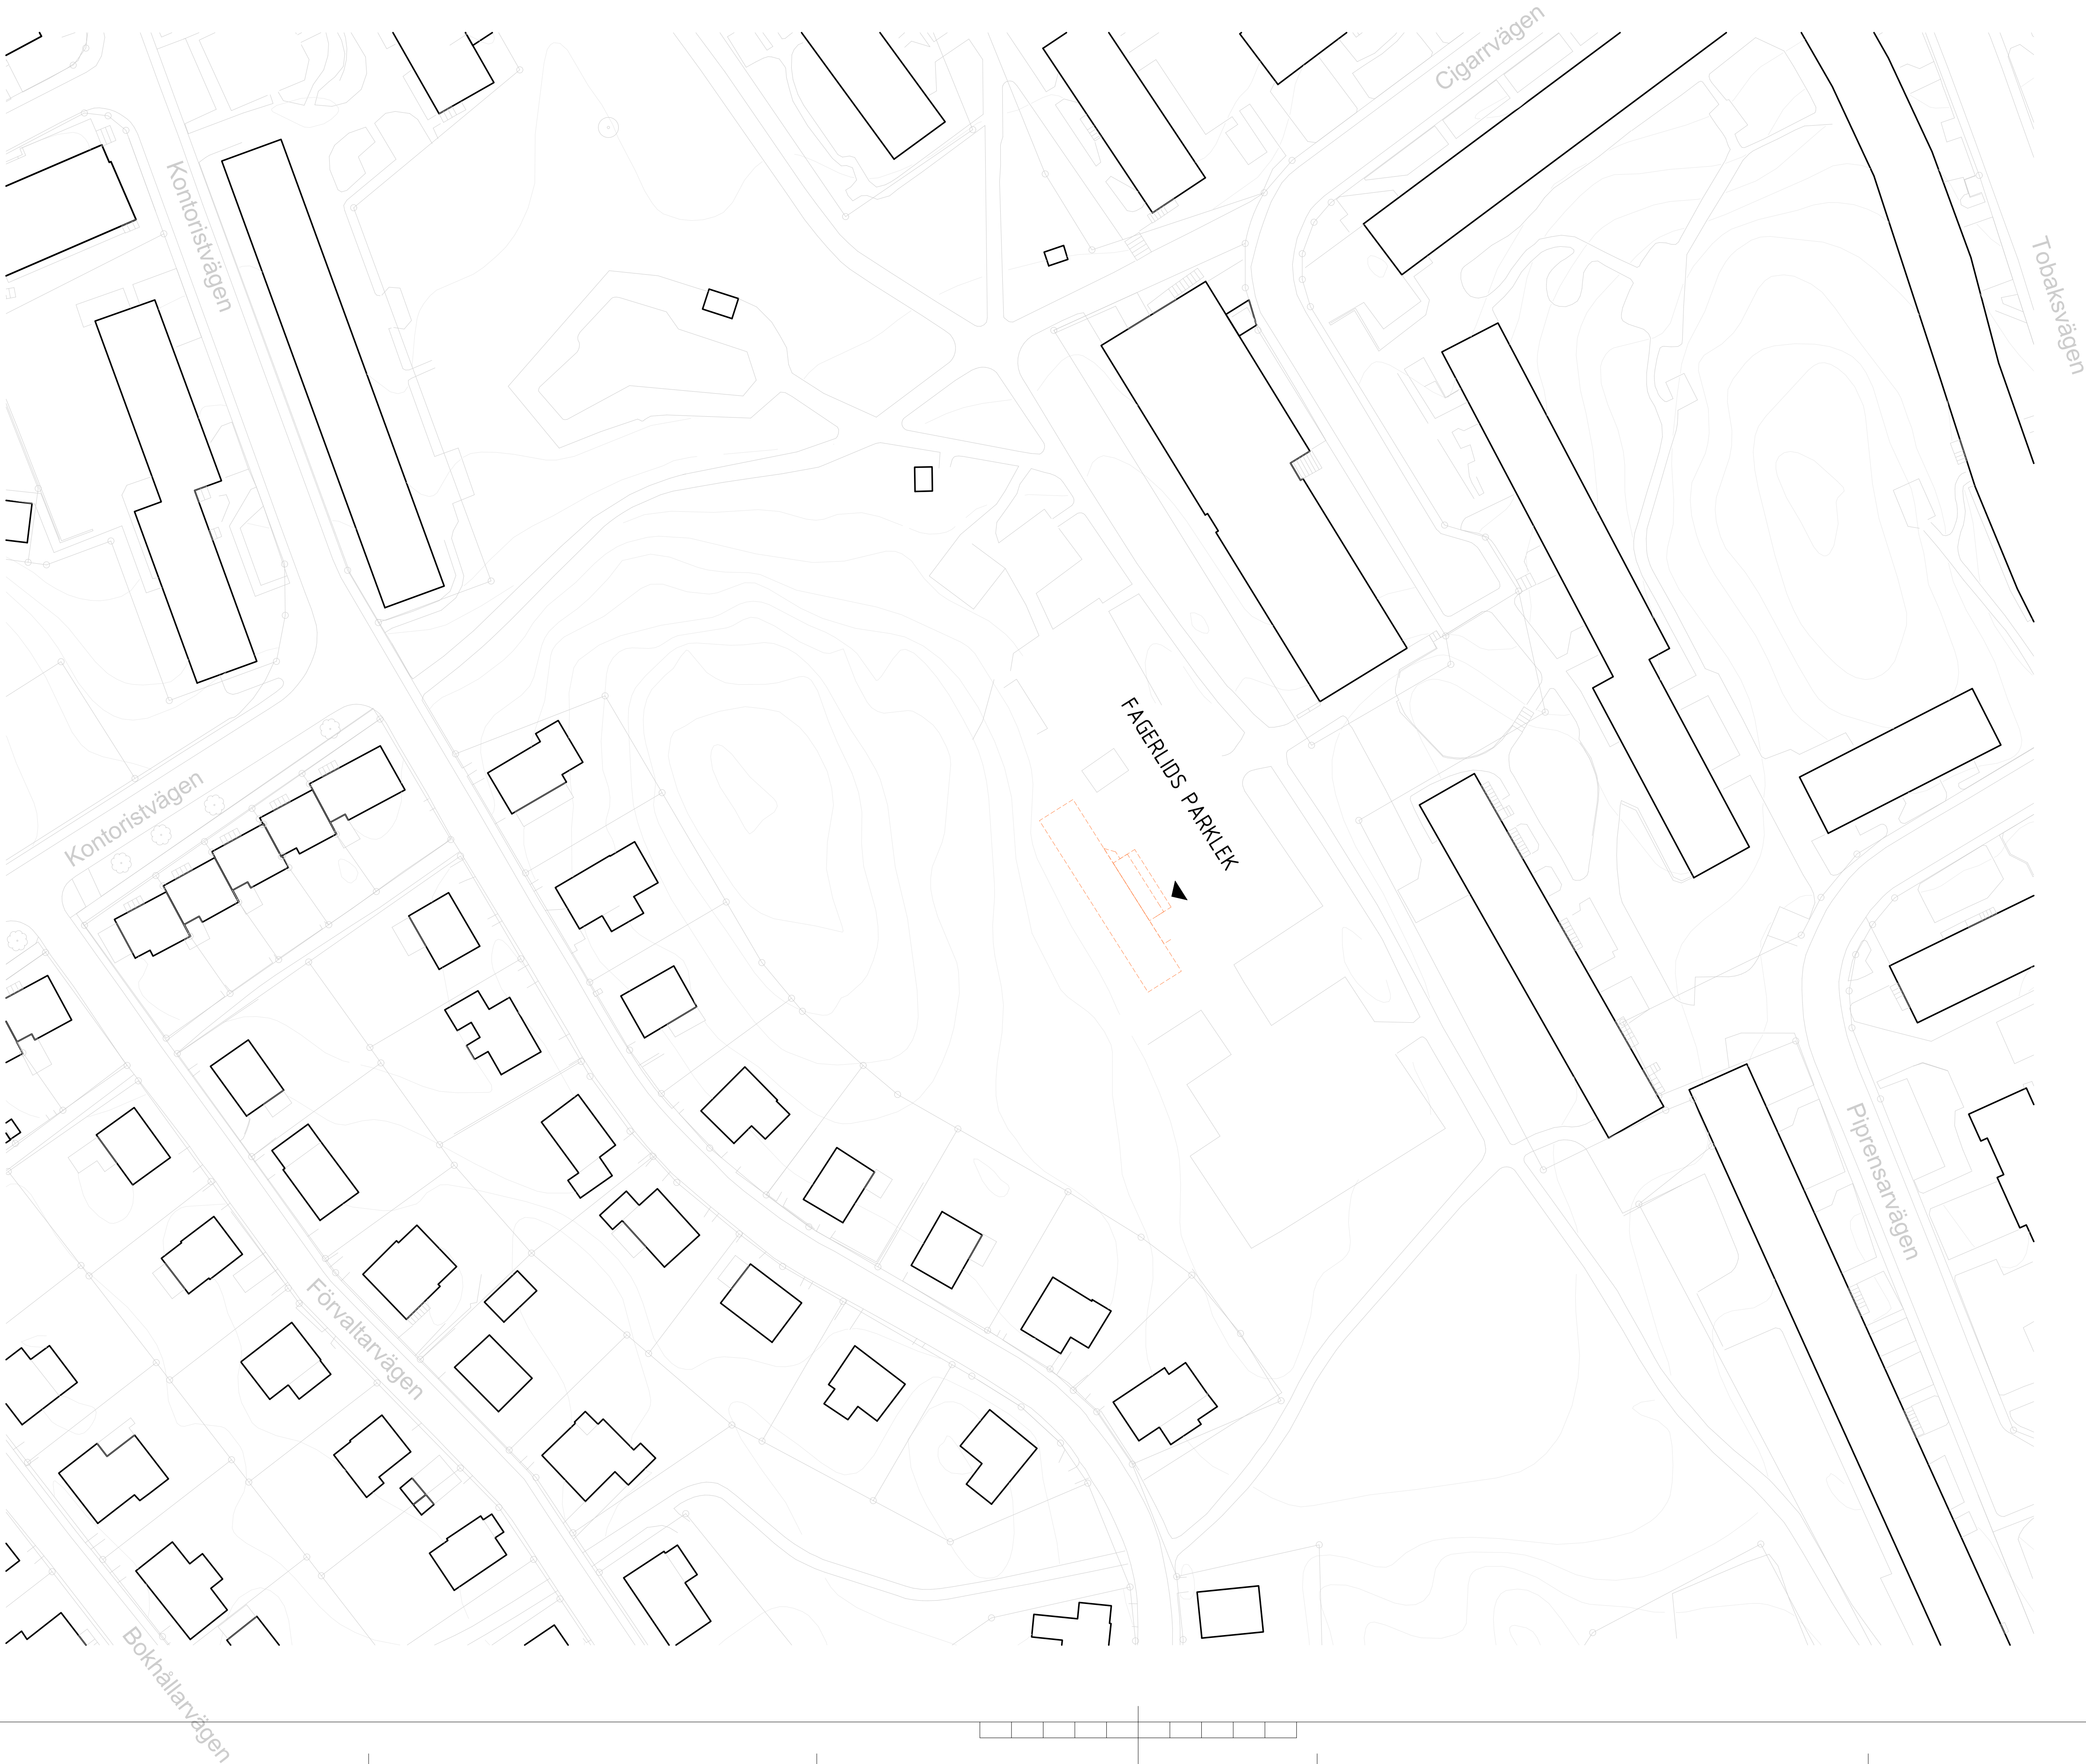 Cigarrvägen
Kontoristvägen
Tobaksvägen
FAGERLIDS PARKLEK
Kontoristvägen
Piprensarvägen
Förvaltarvägen
Bokhållarvägen